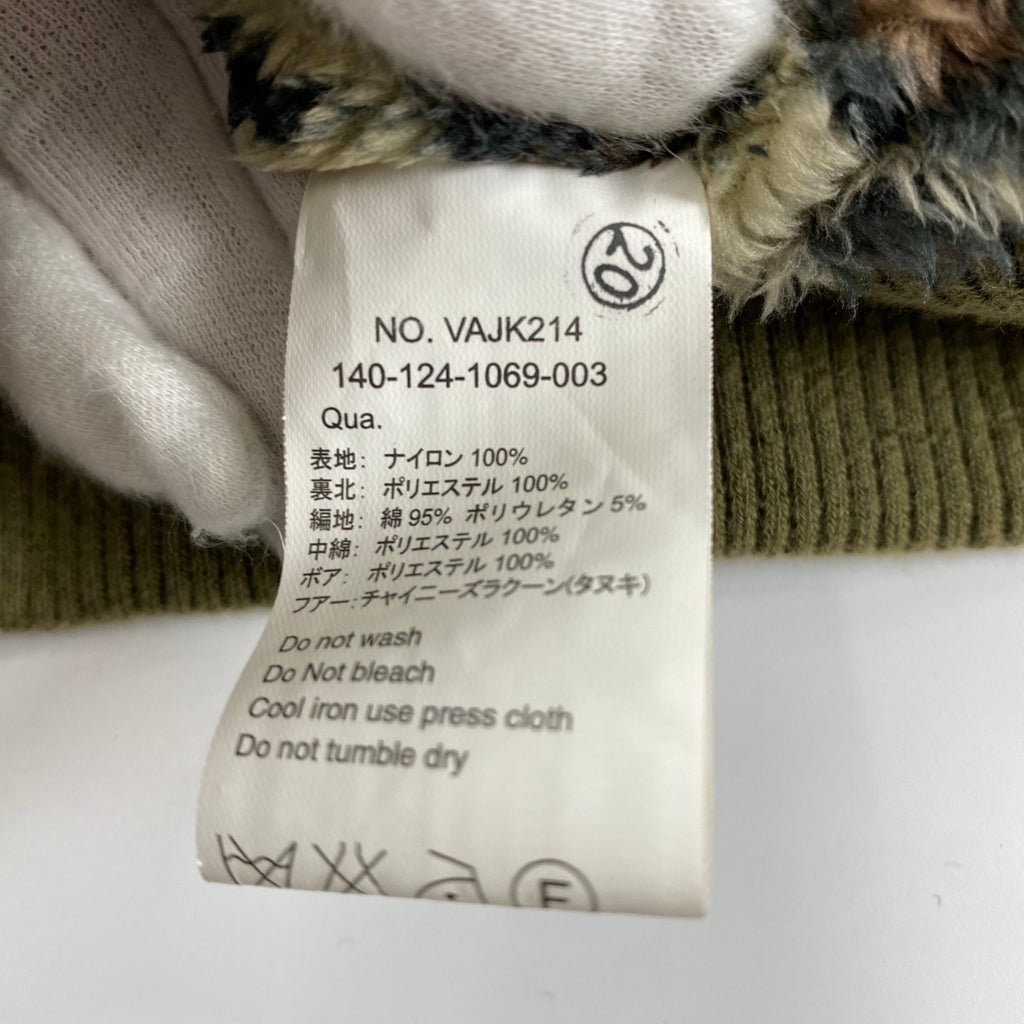 20
NO. VAJK214
140-124-1069-003
Qua.
表地: ナイロン 100%
裏北: ポリエステル 100%
編地: 綿 95% ポリウレタン 5%
中綿: ポリエステル 100%
ボア: ポリエステル 100%
フアー:チャイニーズラクーン(タヌキ)
Do not wash
Do Not bleach
Cool iron use press cloth
Do not tumble dry
F